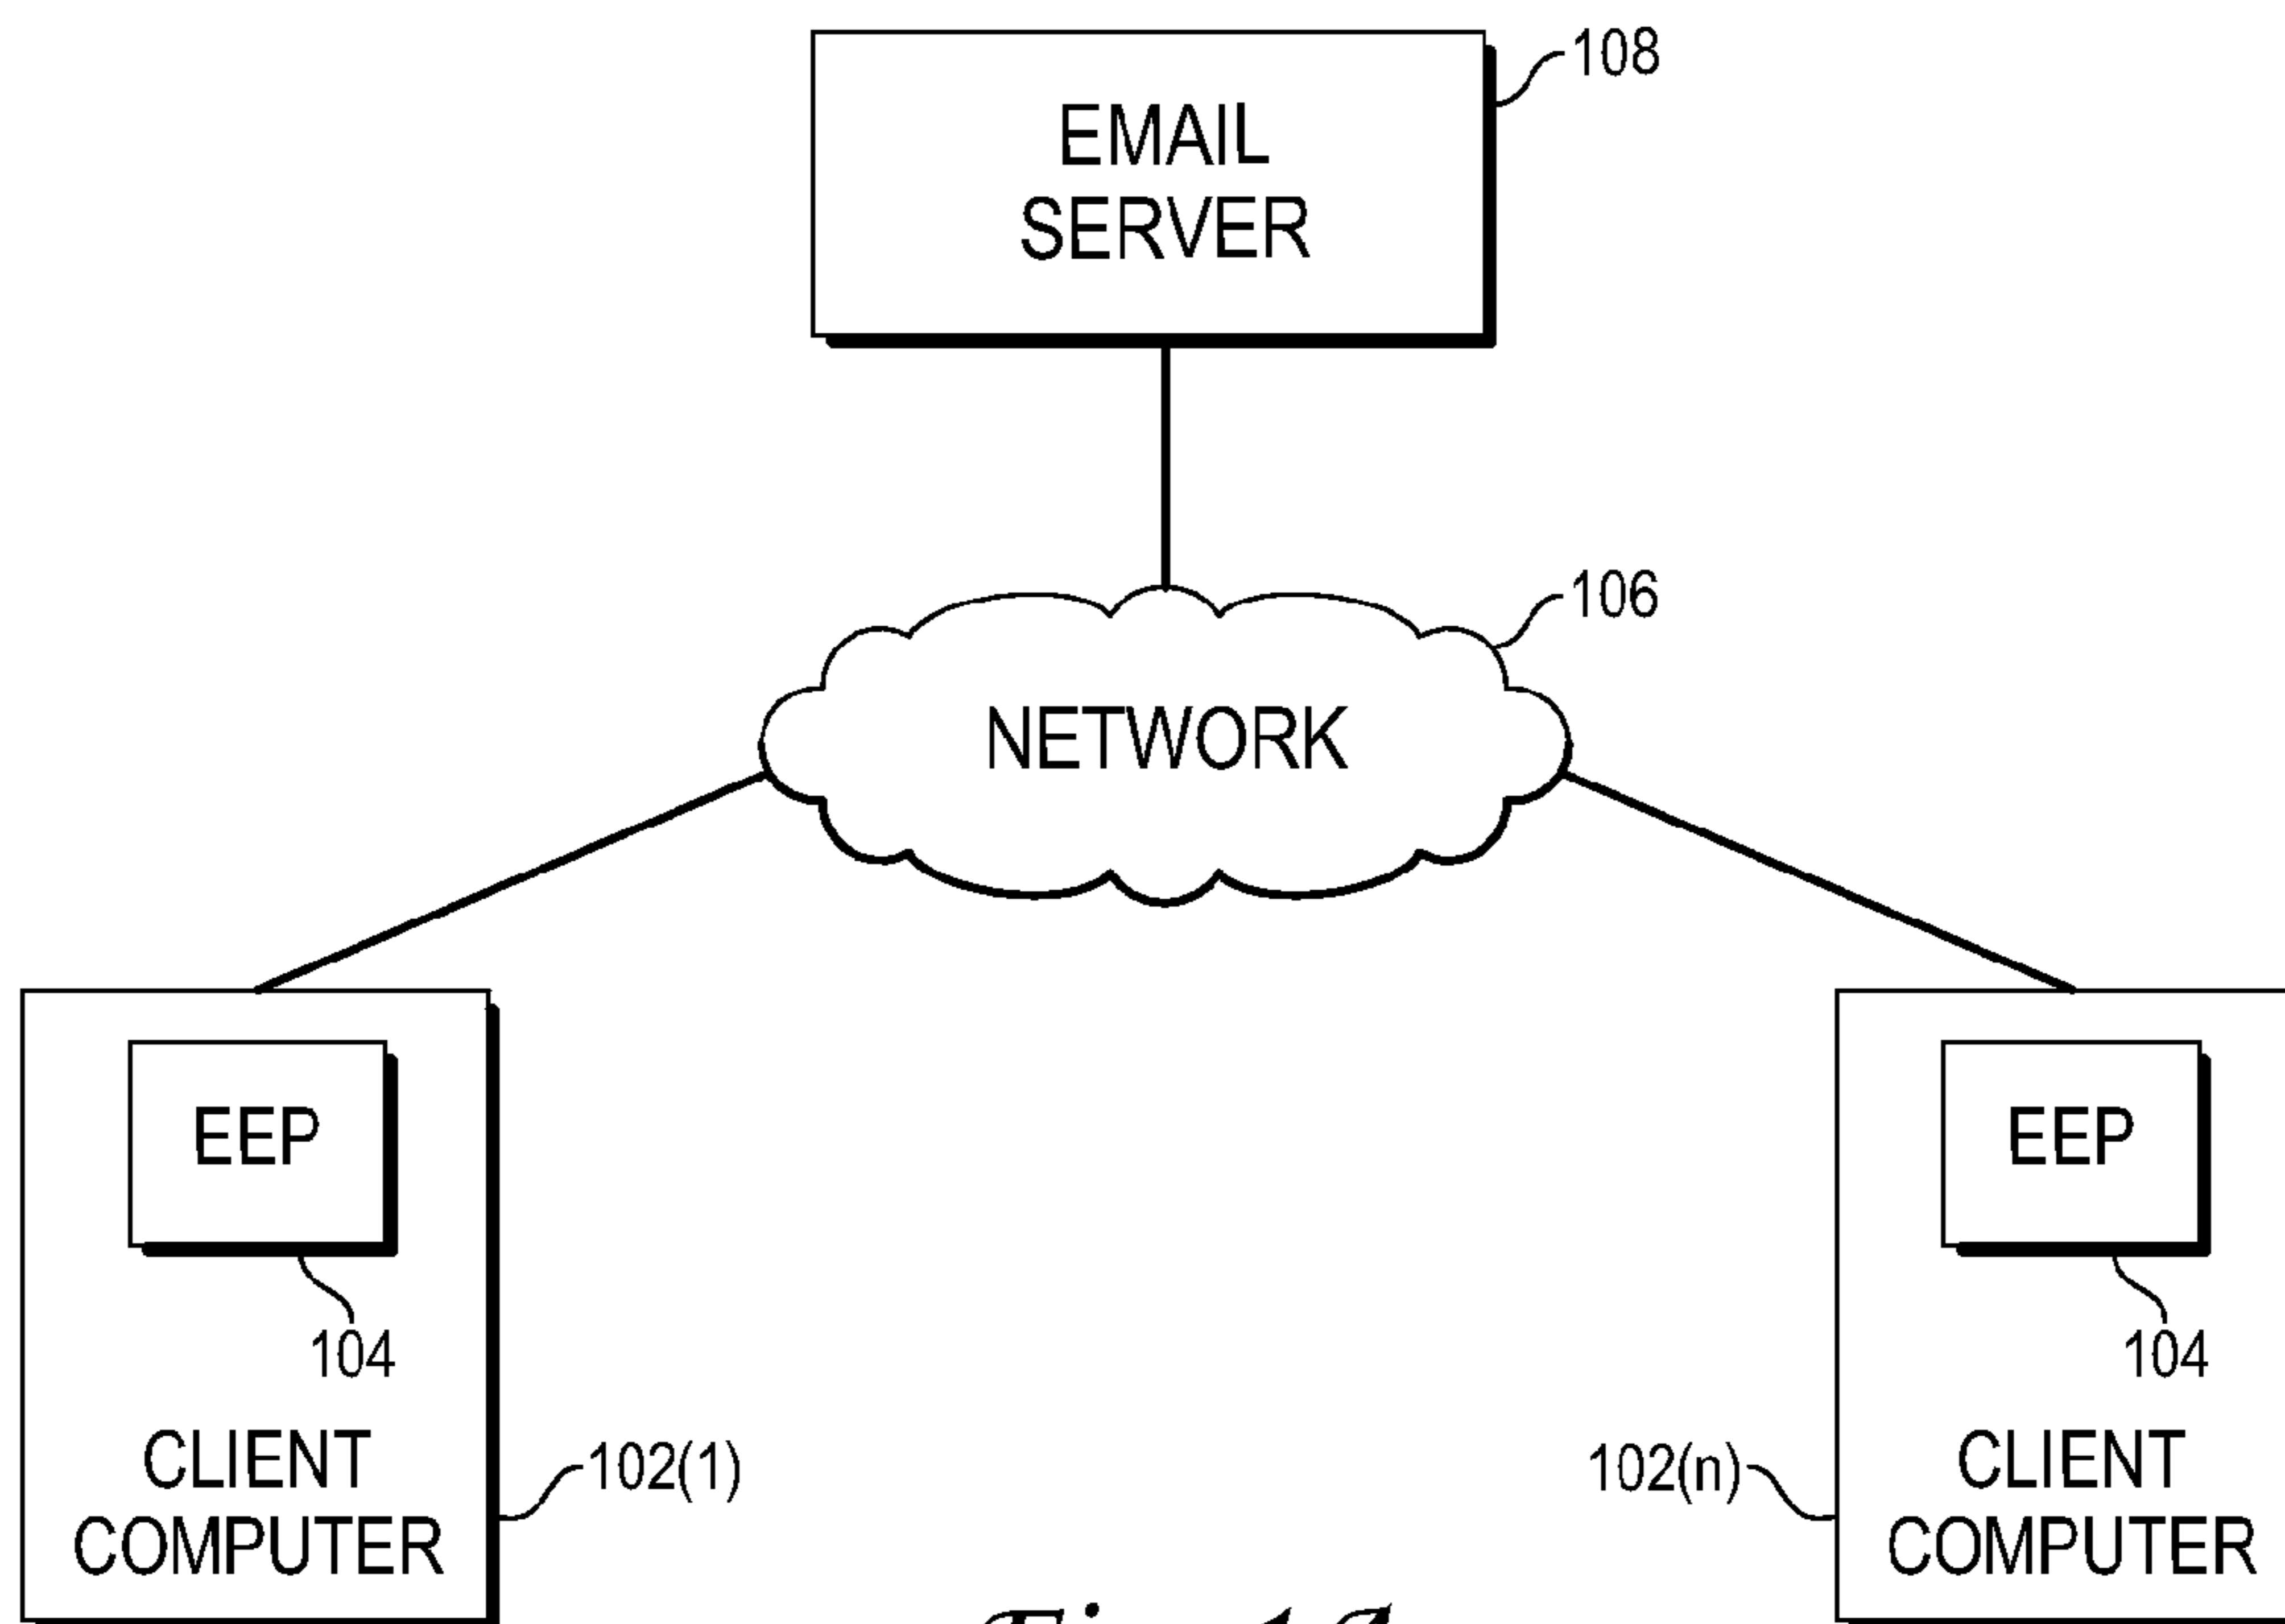 108
EMAIL
SERVER
106
NETWORK
EEP
104
CLIENT
COMPUTER
102(1)
EEP
104
102(n)
CLIENT
COMPUTER